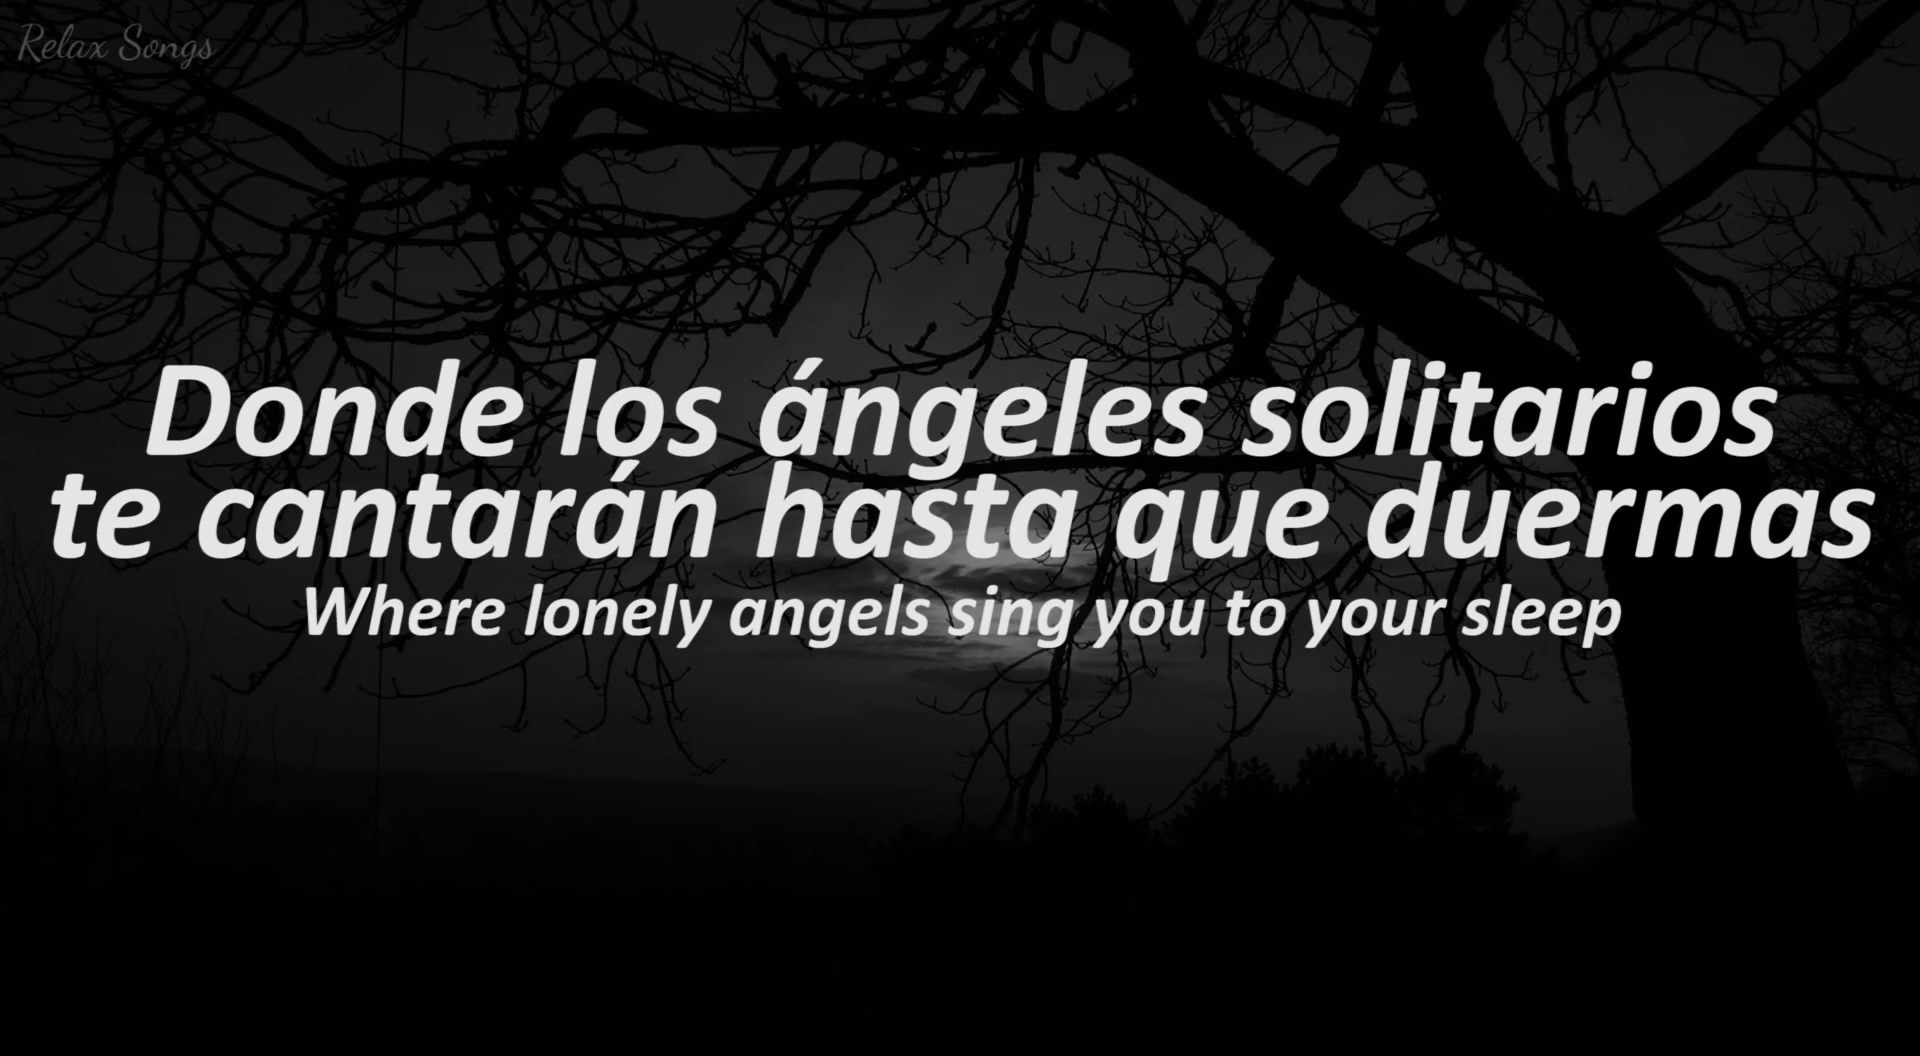 Relax Songs
Donde los ángeles solitarios
te cantarán hasta que duermas
Where lonely angels sing you to your sleep